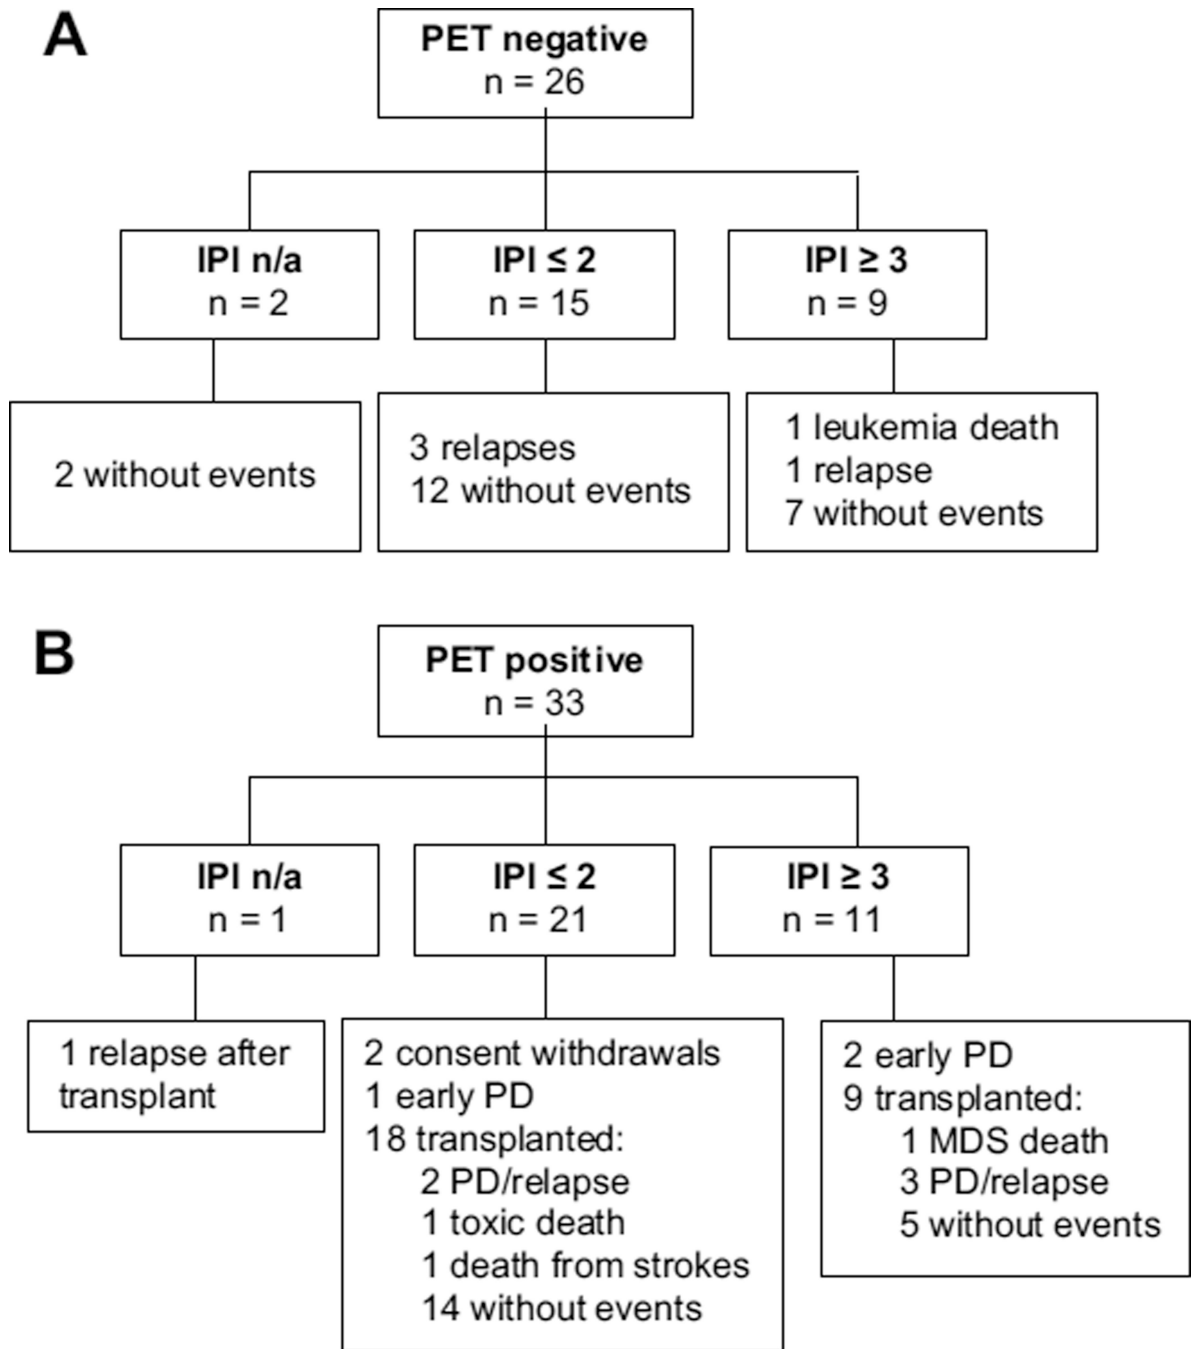 A
PET negative
n = 26
IPI n/a
n = 2
IPI ≤ 2
n = 15
IPI ≥ 3
n = 9
2 without events
3 relapses
12 without events
1 leukemia death
1 relapse
7 without events
B
PET positive
n = 33
IPI n/a
n = 1
IPI ≤ 2
n = 21
IPI ≥ 3
n = 11
1 relapse after
transplant
2 consent withdrawals
1 early PD
18 transplanted:
2 PD/relapse
1 toxic death
1 death from strokes
14 without events
2 early PD
9 transplanted:
1 MDS death
3 PD/relapse
5 without events